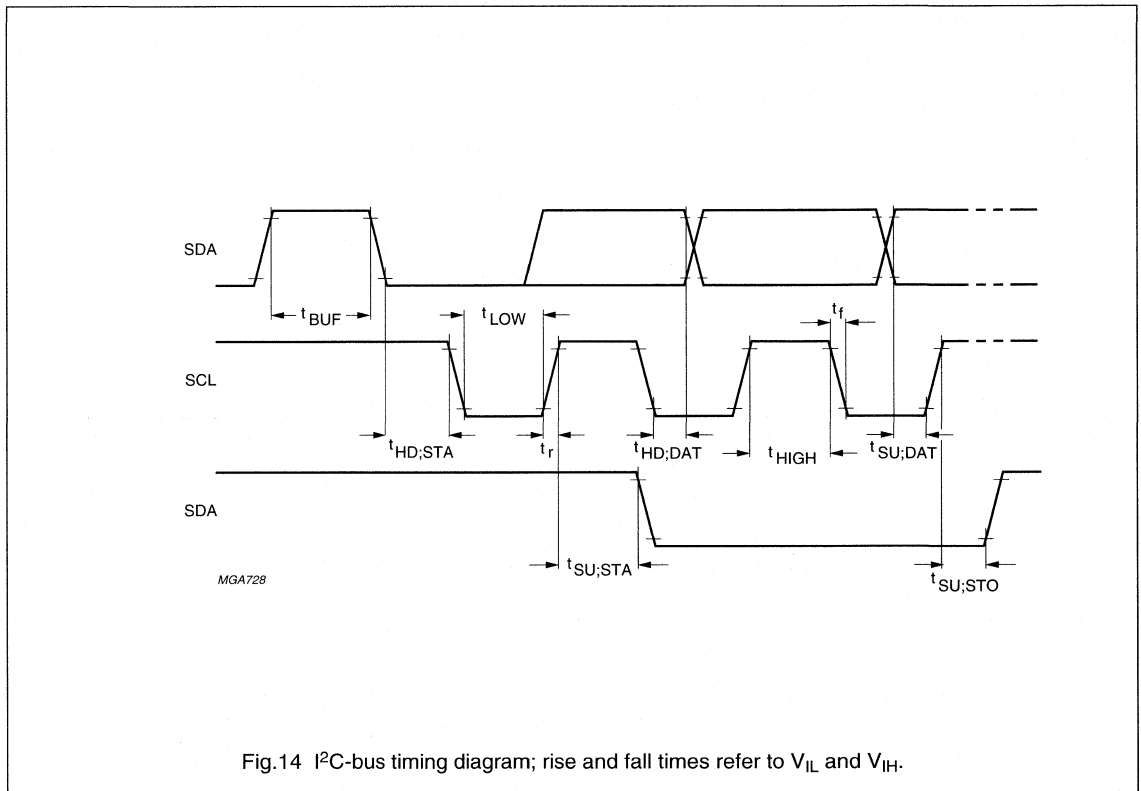 SDA
t BUF
t LOW
t f
SCL
t HD;STA
t r
t HD;DAT
t HIGH
t SU;DAT
SDA
t SU;STA
t SU;STO
MGA728
Fig.14 I²C-bus timing diagram; rise and fall times refer to VIL and VIH.